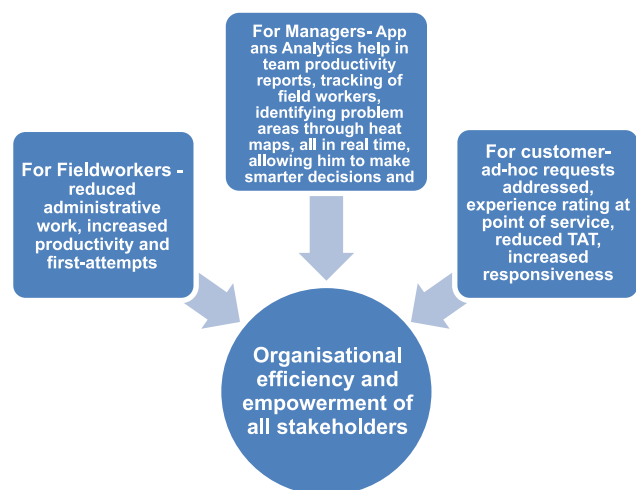 For Fieldworkers -
reduced
administrative
work, increased
productivity and
first-attempts
For Managers- App
ans Analytics help in
team productivity
reports, tracking of
field workers,
identifying problem
areas through heat
maps, all in real time,
allowing him to make
smarter decisions and
For customer-
ad-hoc requests
addressed,
experience rating at
point of service,
reduced TAT,
increased
responsiveness
Organisational
efficiency and
empowerment of
all stakeholders